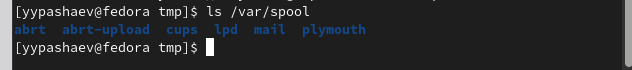 [yypashaev@fedora tmp]$ ls /var/spool
abrt abrt-upload cups lpd mail plymouth
[yypashaev@fedora tmp]$